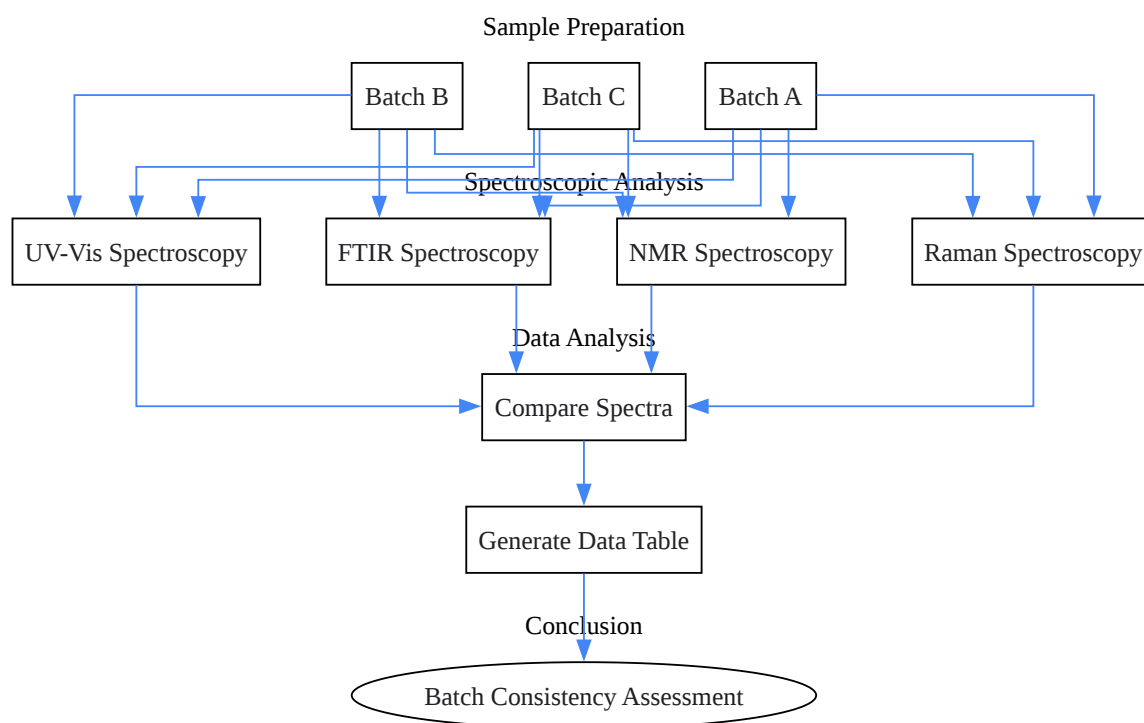 Sample Preparation
Batch B
Batch C
Batch A
Spectroscopic Analysis
UV-Vis Spectroscopy
FTIR Spectroscopy
NMR Spectroscopy
Raman Spectroscopy
Data Analysis
Compare Spectra
Generate Data Table
Conclusion
Batch Consistency Assessment